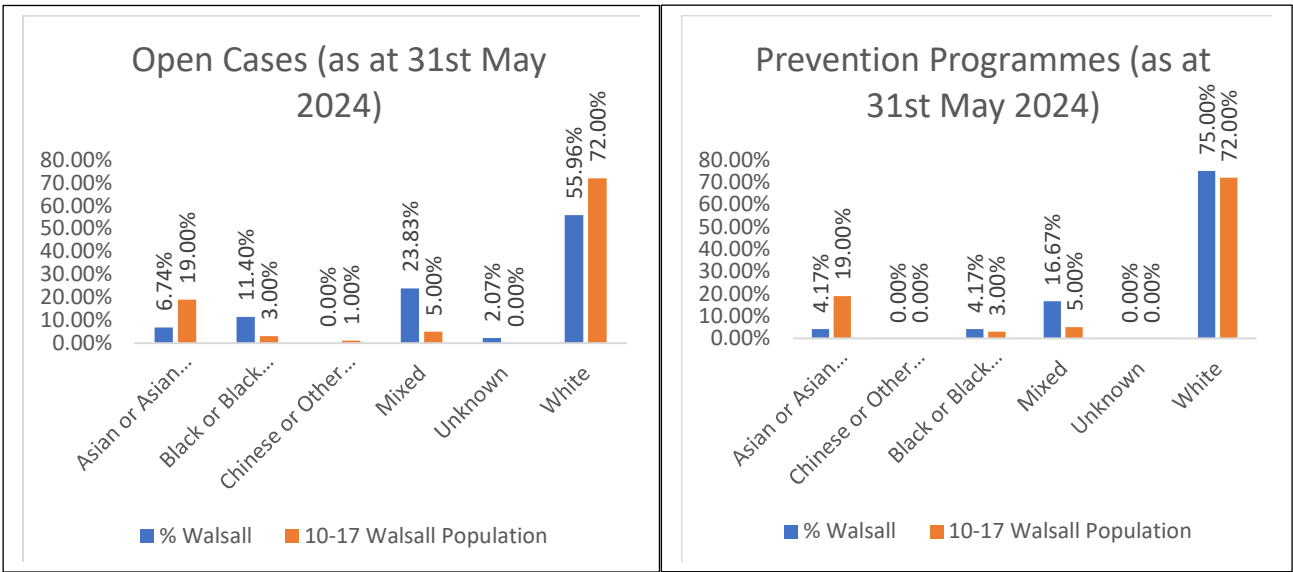 Open Cases (as at 31st May
2024)
80.00%
70.00%
60.00%
50.00%
40.00%
30.00%
20.00%
10.00%
0.00%
6.74%
19.00%
11.40%
3.00%
0.00%
1.00%
23.83%
5.00%
2.07%
0.00%
55.96%
72.00%
Asian or Asian...
Black or Black...
Chinese or Other...
Mixed
Unknown
White
% Walsall
10-17 Walsall Population
Prevention Programmes (as at
31st May 2024)
80.00%
70.00%
60.00%
50.00%
40.00%
30.00%
20.00%
10.00%
0.00%
4.17%
19.00%
0.00%
0.00%
4.17%
3.00%
16.67%
5.00%
0.00%
0.00%
75.00%
72.00%
Asian or Asian...
Chinese or Other...
Black or Black...
Mixed
Unknown
White
% Walsall
10-17 Walsall Population